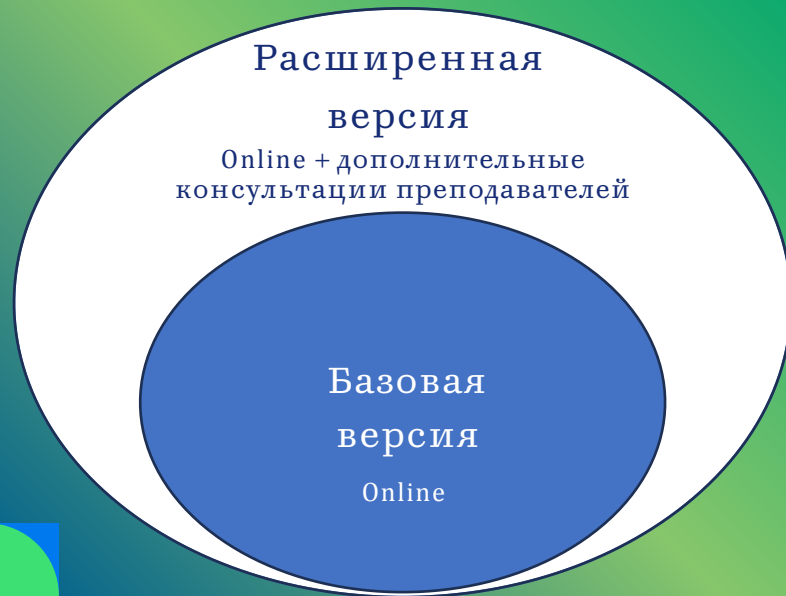 Расширенная
версия
Online + дополнительные
консультации преподавателей
Базовая
версия
Online